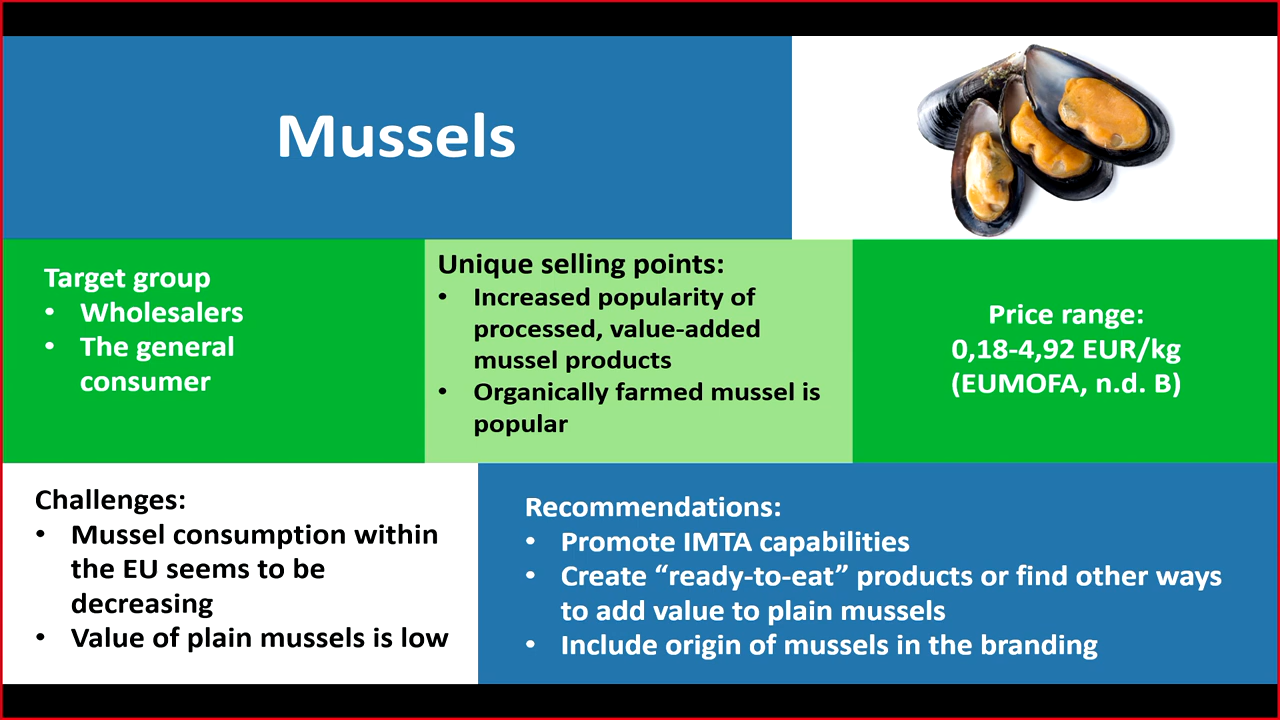 Mussels
Target group
• Wholesalers
• The general
consumer
Unique selling points:
• Increased popularity of
processed, value-added
mussel products
• Organically farmed mussel is
popular
Price range:
0,18-4,92 EUR/kg
(EUMOFA, n.d. B)
Challenges:
• Mussel consumption within
the EU seems to be
decreasing
• Value of plain mussels is low
Recommendations:
• Promote IMTA capabilities
• Create “ready-to-eat” products or find other ways
to add value to plain mussels
• Include origin of mussels in the branding